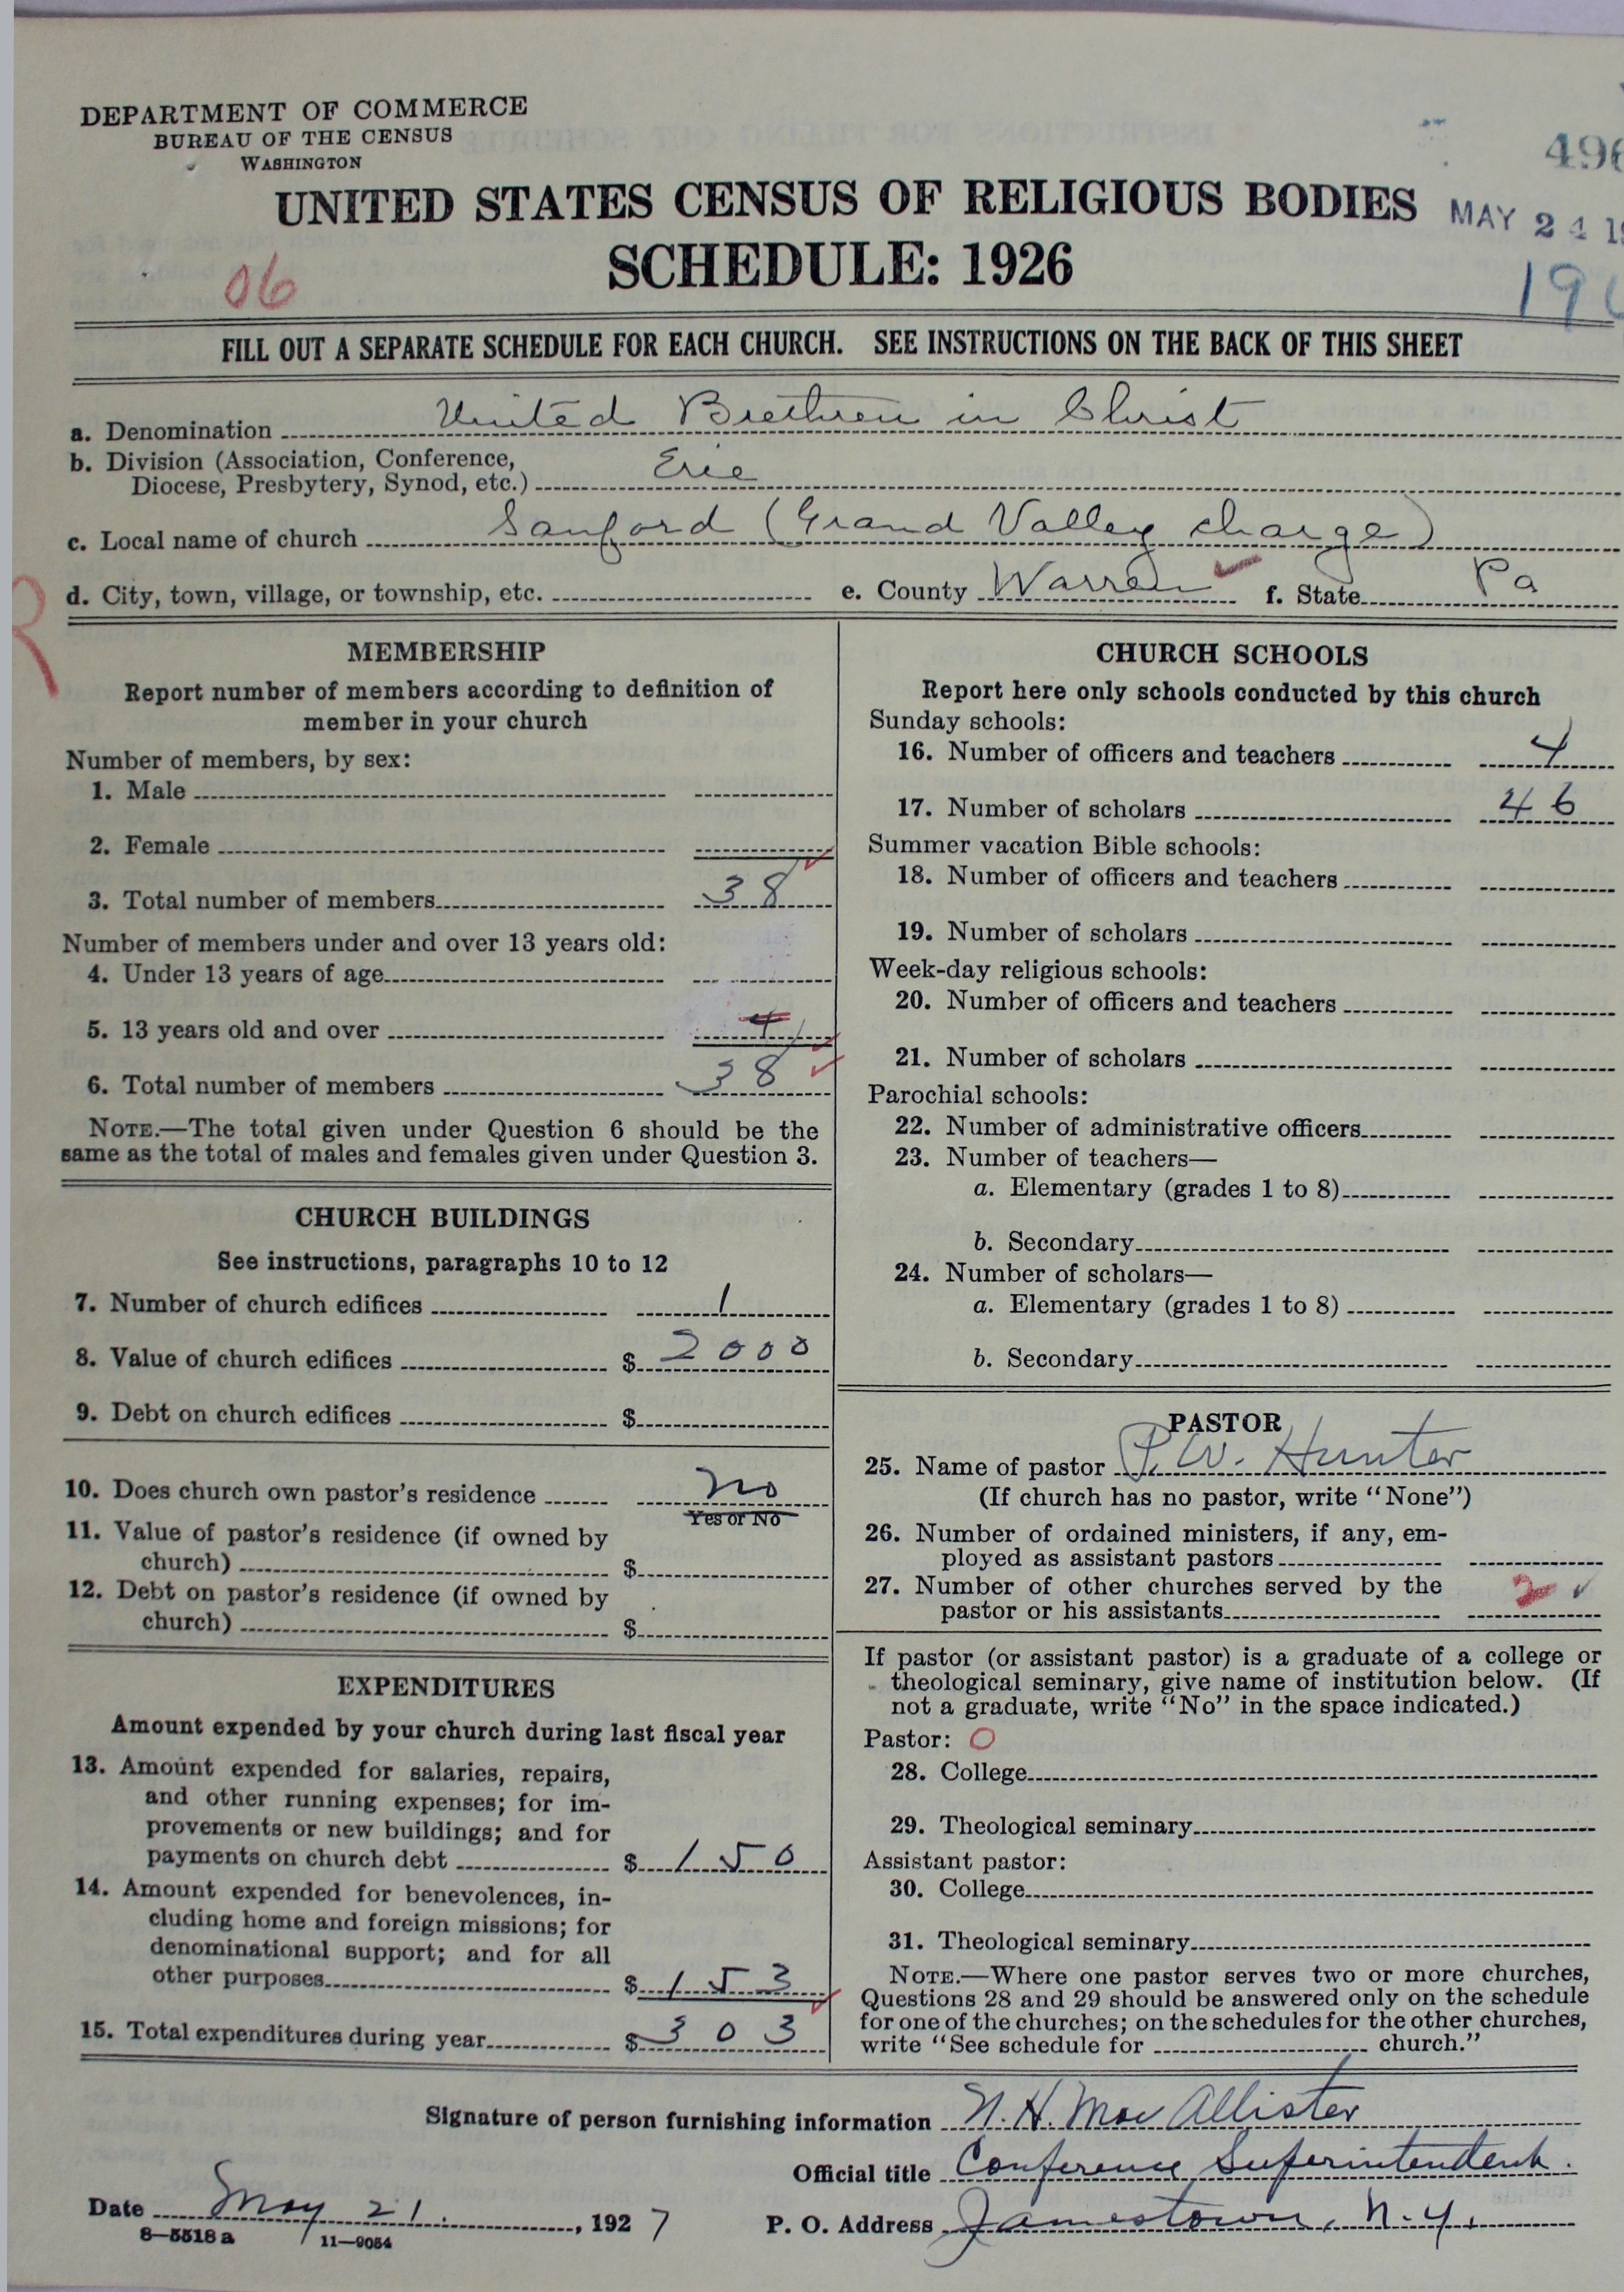 DEPARTMENT OF COMMERCE
BUREAU OF THE CENSUS
WASHINGTON
496
UNITED STATES CENSUS OF RELIGIOUS BODIES
MAY 24 19
SCHEDULE: 1926
06
190
FILL OUT A SEPARATE SCHEDULE FOR EACH CHURCH. SEE INSTRUCTIONS ON THE BACK OF THIS SHEET
a. Denomination United Brethren in Christ
b. Division (Association, Conference,
Diocese, Presbytery, Synod, etc.) Erie
c. Local name of church Sanford (Grand Valley charge)
d. City, town, village, or township, etc. e. County Warren f. State Pa
R
MEMBERSHIP
Report number of members according to definition of
member in your church
Number of members, by sex:
1. Male
2. Female
3. Total number of members 38
Number of members under and over 13 years old:
4. Under 13 years of age
5. 13 years old and over 4
6. Total number of members 38
NOTE.—The total given under Question 6 should be the
same as the total of males and females given under Question 3.
CHURCH BUILDINGS
See instructions, paragraphs 10 to 12
7. Number of church edifices 1
8. Value of church edifices $ 2000
9. Debt on church edifices $
10. Does church own pastor's residence no
Yes or No
11. Value of pastor's residence (if owned by
church) $
12. Debt on pastor's residence (if owned by
church) $
EXPENDITURES
Amount expended by your church during last fiscal year
13. Amount expended for salaries, repairs,
and other running expenses; for im-
provements or new buildings; and for
payments on church debt $ 150
14. Amount expended for benevolences, in-
cluding home and foreign missions; for
denominational support; and for all
other purposes $ 153
15. Total expenditures during year $ 303
CHURCH SCHOOLS
Report here only schools conducted by this church
Sunday schools:
16. Number of officers and teachers 4
17. Number of scholars 46
Summer vacation Bible schools:
18. Number of officers and teachers
19. Number of scholars
Week-day religious schools:
20. Number of officers and teachers
21. Number of scholars
Parochial schools:
22. Number of administrative officers
23. Number of teachers—
a. Elementary (grades 1 to 8)
b. Secondary
24. Number of scholars—
a. Elementary (grades 1 to 8)
b. Secondary
PASTOR
25. Name of pastor P. W. Hunter
(If church has no pastor, write "None")
26. Number of ordained ministers, if any, em-
ployed as assistant pastors
27. Number of other churches served by the
pastor or his assistants 2
If pastor (or assistant pastor) is a graduate of a college or
theological seminary, give name of institution below. (If
not a graduate, write "No" in the space indicated.)
Pastor: O
28. College
29. Theological seminary
Assistant pastor:
30. College
31. Theological seminary
NOTE.—Where one pastor serves two or more churches,
Questions 28 and 29 should be answered only on the schedule
for one of the churches; on the schedules for the other churches,
write "See schedule for church."
Signature of person furnishing information N. H. MacAllister
Official title Conference Superintendent.
Date May 21, 1927 P. O. Address Jamestown, N.Y.
8—5518 a 11—9054